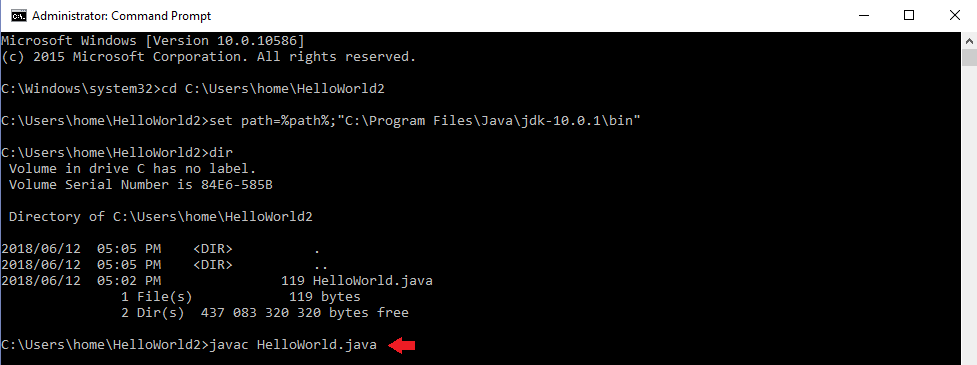 Administrator: Command Prompt
Microsoft Windows [Version 10.0.10586]
(c) 2015 Microsoft Corporation. All rights reserved.
C:\Windows\system32>cd C:\Users\home\HelloWorld2
C:\Users\home\HelloWorld2>set path=%path%;"C:\Program Files\Java\jdk-10.0.1\bin"
C:\Users\home\HelloWorld2>dir
Volume in drive C has no label.
Volume Serial Number is 84E6-585B
Directory of C:\Users\home\HelloWorld2
2018/06/12  05:05 PM    <DIR>          .
2018/06/12  05:05 PM    <DIR>          ..
2018/06/12  05:02 PM               119 HelloWorld.java
1 File(s)            119 bytes
2 Dir(s)  437 083 320 320 bytes free
C:\Users\home\HelloWorld2>javac HelloWorld.java